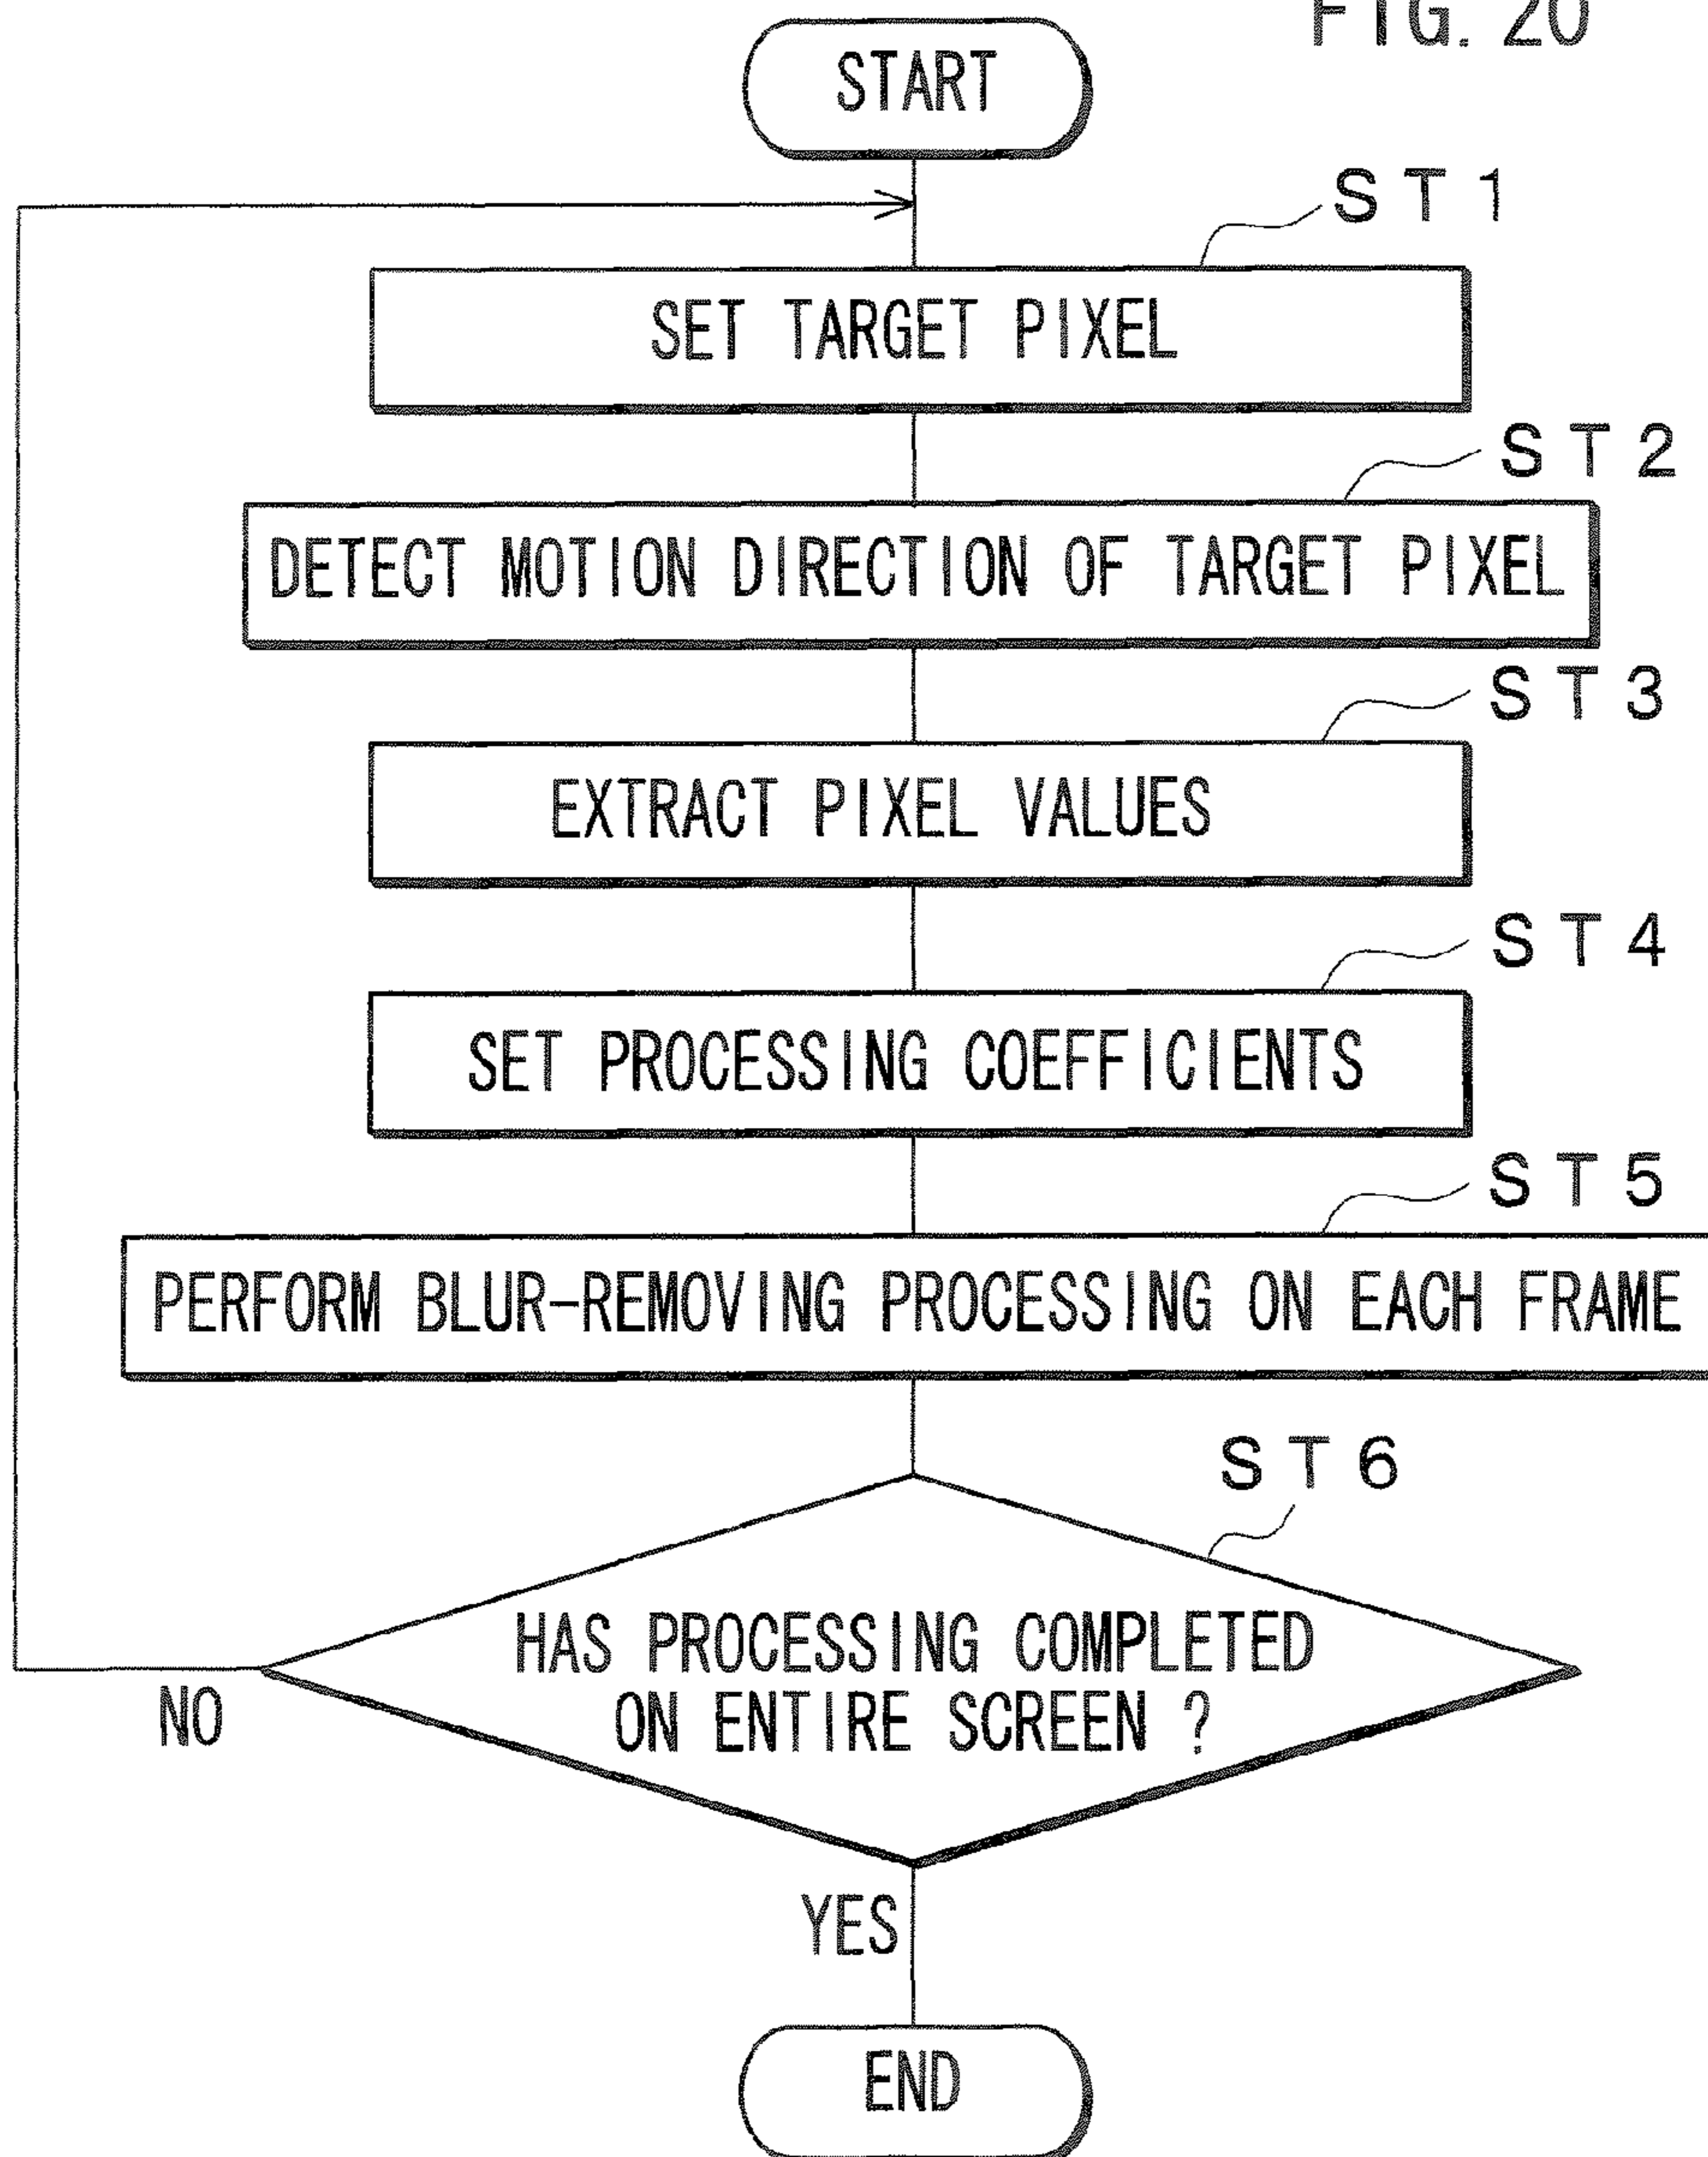 FIG. 20
START
ST1
SET TARGET PIXEL
ST2
DETECT MOTION DIRECTION OF TARGET PIXEL
ST3
EXTRACT PIXEL VALUES
ST4
SET PROCESSING COEFFICIENTS
ST5
PERFORM BLUR-REMOVING PROCESSING ON EACH FRAME
ST6
HAS PROCESSING COMPLETED
ON ENTIRE SCREEN ?
NO
YES
END